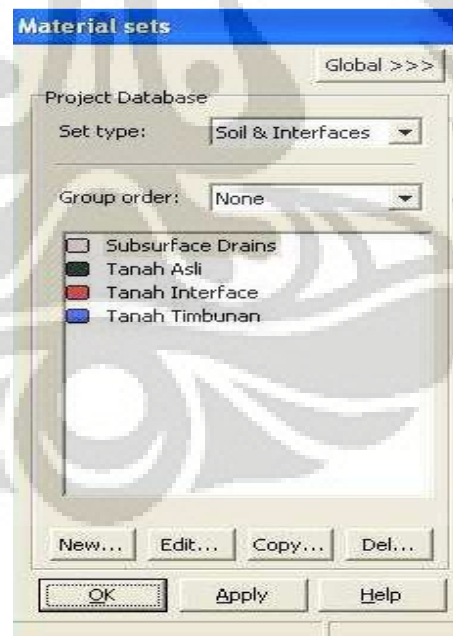 Material sets
Global >>>
Project Database
Set type: Soil & Interfaces
Group order: None
Subsurface Drains
Tanah Asli
Tanah Interface
Tanah Timbunan
New... Edit... Copy... Del...
OK Apply Help